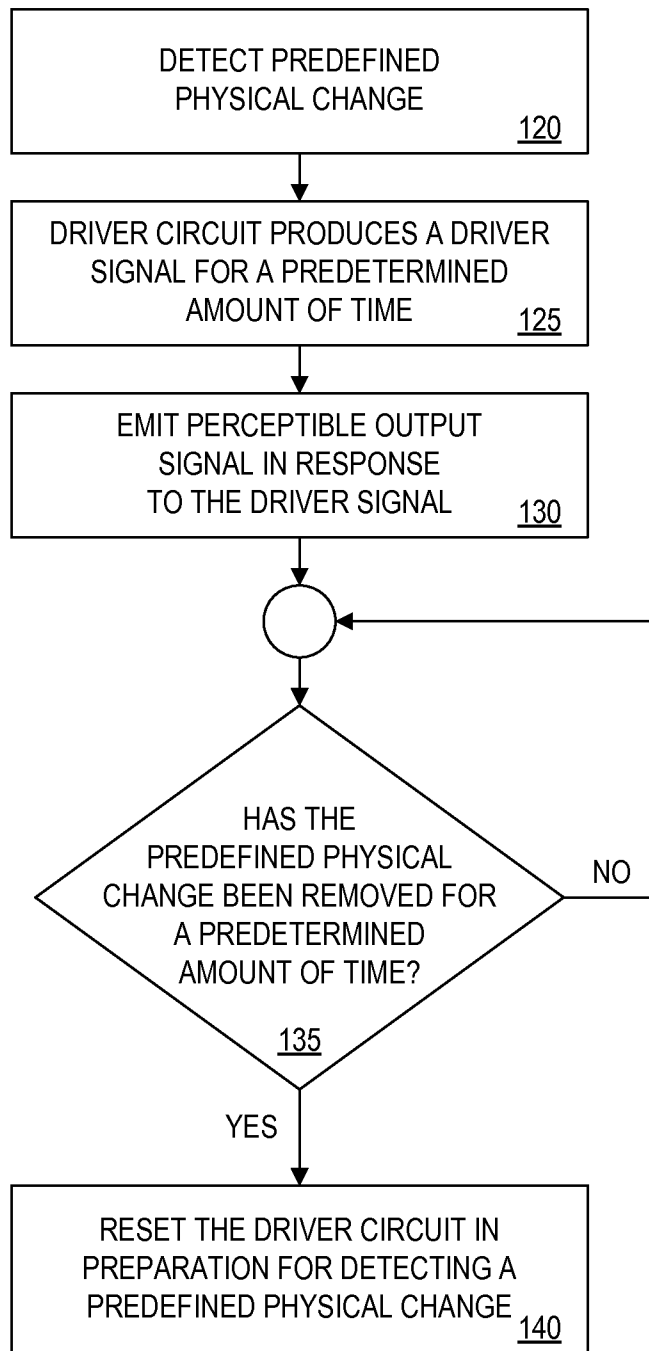 DETECT PREDEFINED
PHYSICAL CHANGE
120
DRIVER CIRCUIT PRODUCES A DRIVER
SIGNAL FOR A PREDETERMINED
AMOUNT OF TIME
125
EMIT PERCEPTIBLE OUTPUT
SIGNAL IN RESPONSE
TO THE DRIVER SIGNAL
130
HAS THE
PREDEFINED PHYSICAL
CHANGE BEEN REMOVED FOR
A PREDETERMINED
AMOUNT OF TIME?
135
NO
YES
RESET THE DRIVER CIRCUIT IN
PREPARATION FOR DETECTING A
PREDEFINED PHYSICAL CHANGE
140